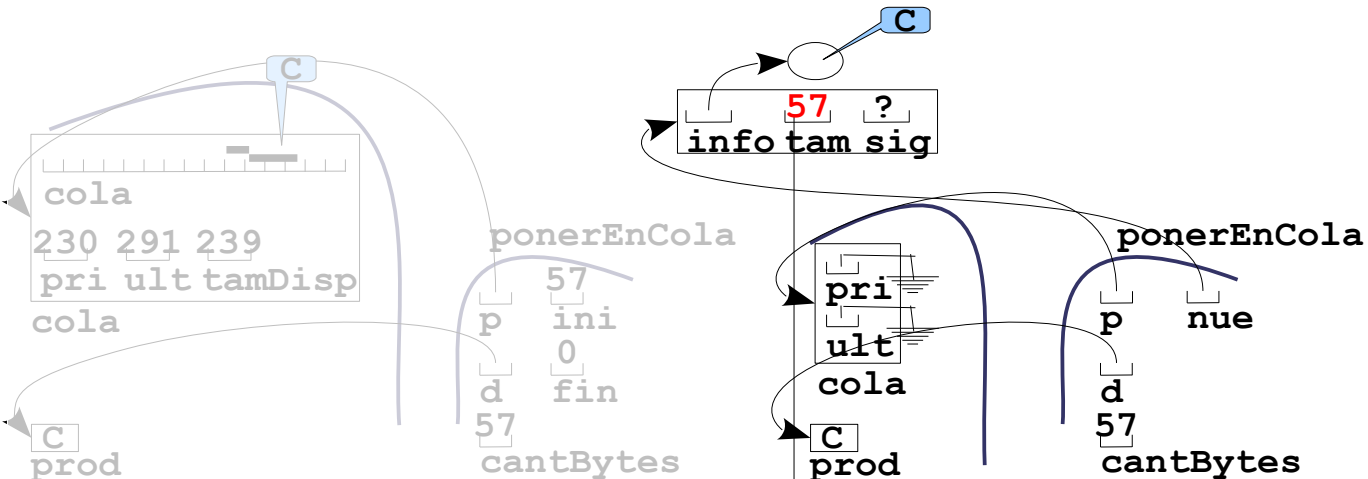 C
C
57 ?
info tam sig
cola
230 291 239
pri ult tamDisp
cola
ponerEnCola
57
p ini
0
d fin
57
cantBytes
C
prod
ponerEnCola
pri
ult
cola
p nue
d
57
cantBytes
C
prod